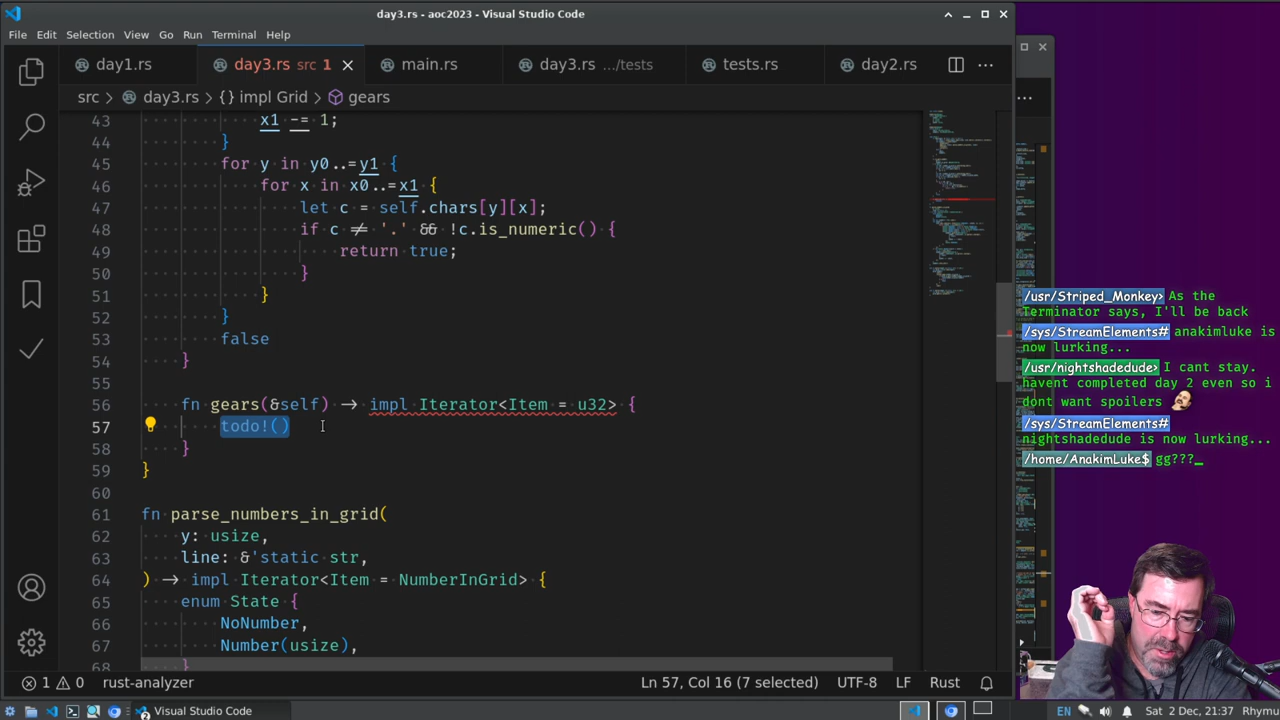 day3.rs - aoc2023 - Visual Studio Code
File Edit Selection View Go Run Terminal Help
day1.rs day3.rs src 1 main.rs day3.rs .../tests tests.rs day2.rs
src > day3.rs > {} impl Grid > gears
43 x1 -= 1;
44 }
45 for y in y0..=y1 {
46 for x in x0..=x1 {
47 let c = self.chars[y][x];
48 if c ≠ '.' && !c.is_numeric() {
49 return true;
50 }
51 }
52 }
53 false
54 }
55
56 fn gears(&self) → impl Iterator<Item = u32> {
57 todo!()
58 }
59 }
60
61 fn parse_numbers_in_grid(
62 y: usize,
63 line: &'static str,
64 ) → impl Iterator<Item = NumberInGrid> {
65 enum State {
66 NoNumber,
67 Number(usize),
68 }
1 0 rust-analyzer Ln 57, Col 16 (7 selected) UTF-8 LF Rust
2 Visual Studio Code EN Sat 2 Dec, 21:37 Rhymu
/usr/Striped_Monkey> As the
Terminator says, I'll be back
/sys/StreamElements# anakimluke is
now lurking...
/usr/nightshadedude> I cant stay.
havent completed day 2 even so i
dont want spoilers
/sys/StreamElements#
nightshadedude is now lurking...
/home/AnakimLuke$ gg???_